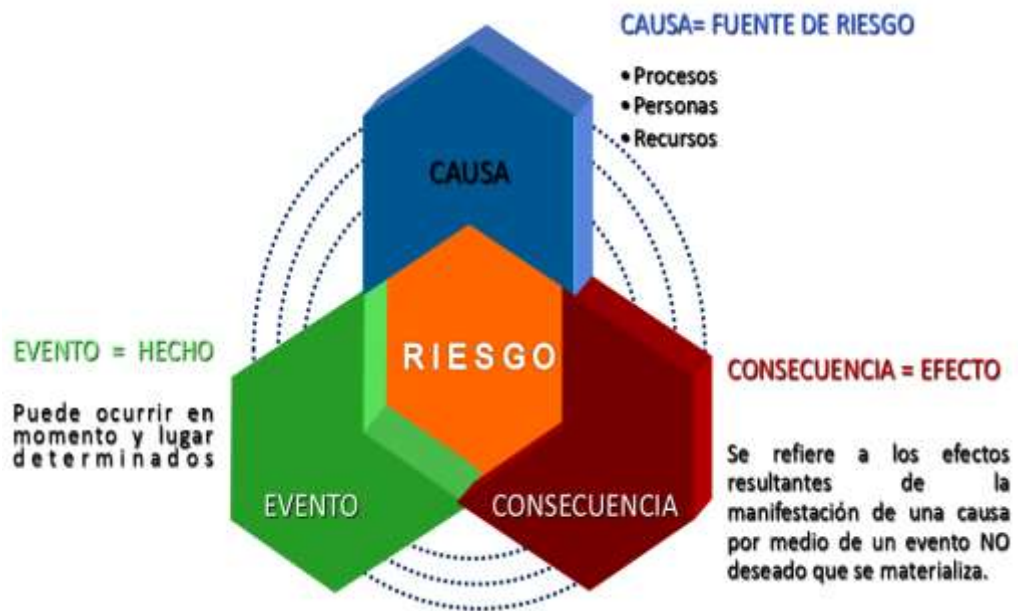 CAUSA= FUENTE DE RIESGO
• Procesos
• Personas
• Recursos
CAUSA
RIESGO
EVENTO = HECHO
Puede ocurrir en
momento y lugar
determinados
EVENTO
CONSECUENCIA
CONSECUENCIA = EFECTO
Se refiere a los efectos
resultantes de la
manifestación de una causa
por medio de un evento NO
deseado que se materializa.